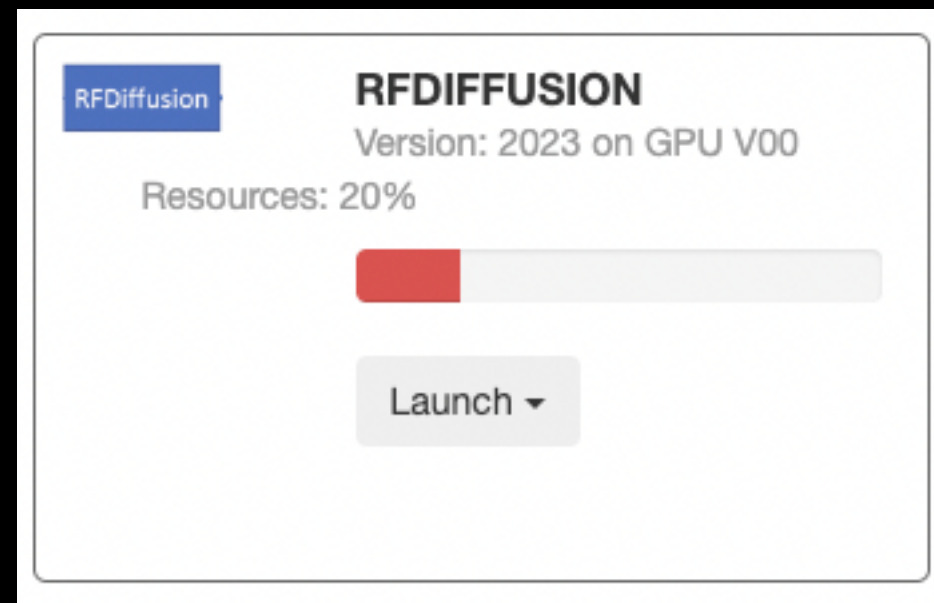 RFDiffusion
RFDIFFUSION
Version: 2023 on GPU V00
Resources: 20%
Launch